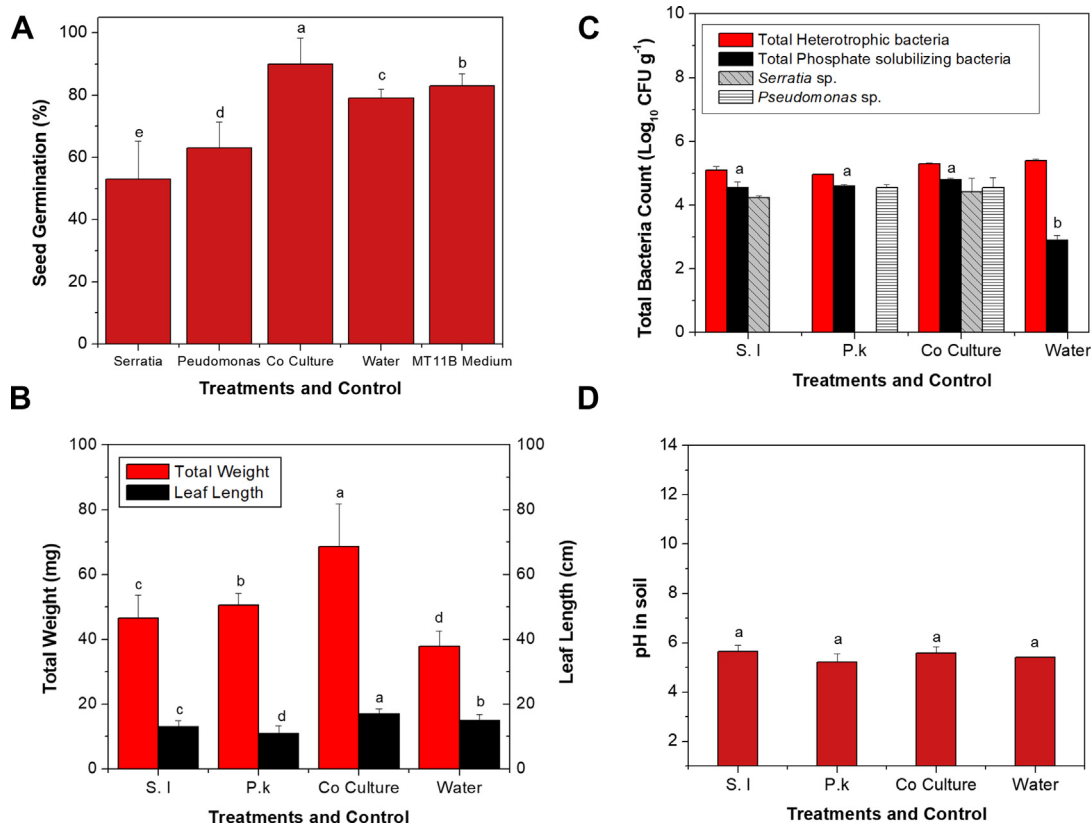 A
Seed Germination (%)
100
80
60
40
20
0
e
d
a
c
b
Serratia
Peudomonas
Co Culture
Water
MT11B Medium
Treatments and Control
C
Total Bacteria Count (Log10 CFU g-1)
10
8
6
4
2
0
Total Heterotrophic bacteria
Total Phosphate solubilizing bacteria
Serratia sp.
Pseudomonas sp.
a
a
a
b
S. l
P.k
Co Culture
Water
Treatments and Control
B
Total Weight (mg)
100
80
60
40
20
0
Total Weight
Leaf Length
c
b
a
d
c
d
a
b
100
80
60
40
20
0
Leaf Length (cm)
S. l
P.k
Co Culture
Water
Treatments and Control
D
pH in soil
14
12
10
8
6
4
2
a
a
a
a
S. l
P.k
Co Culture
Water
Treatments and Control